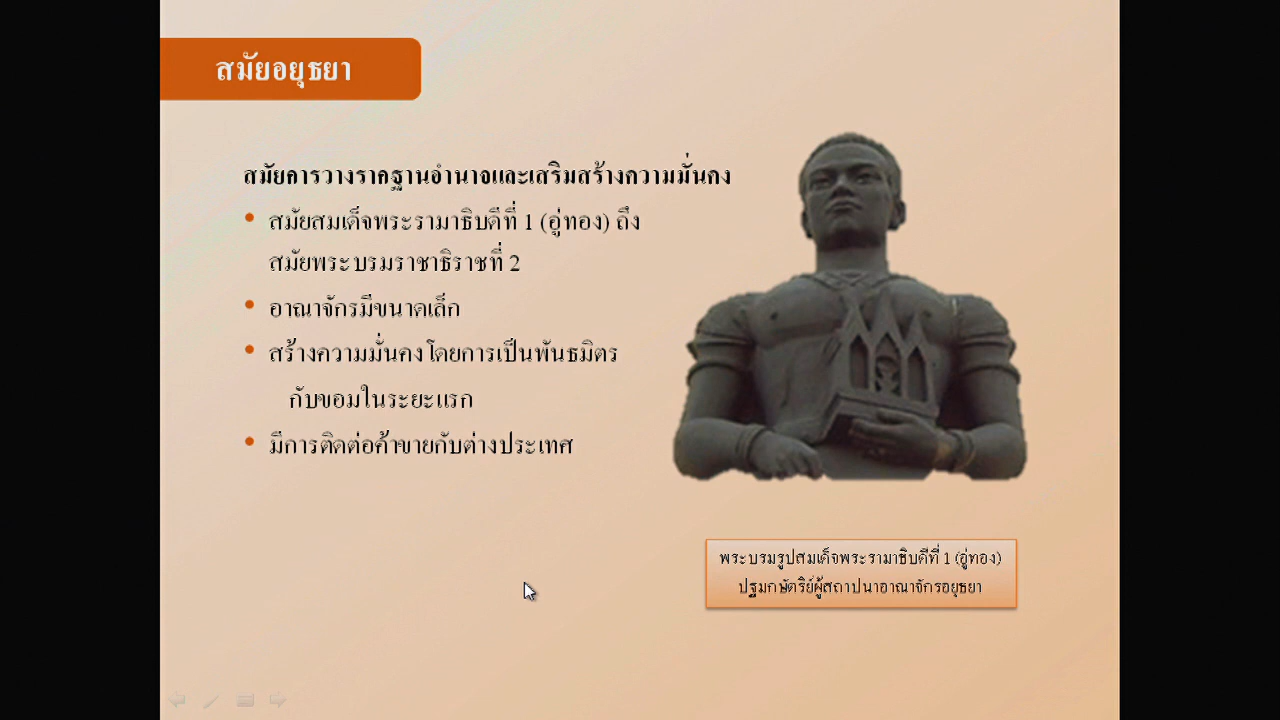 สมัยอยุธยา
สมัยการวางรากฐานอำนาจและเสริมสร้างความมั่นคง
• สมัยสมเด็จพระรามาธิบดีที่ 1 (อู่ทอง) ถึง
สมัยพระบรมราชาธิราชที่ 2
• อาณาจักรมีขนาดเล็ก
• สร้างความมั่นคงโดยการเป็นพันธมิตร
กับขอมในระยะแรก
• มีการติดต่อค้าขายกับต่างประเทศ
พระบรมรูปสมเด็จพระรามาธิบดีที่ 1 (อู่ทอง)
ปฐมกษัตริย์ผู้สถาปนาอาณาจักรอยุธยา